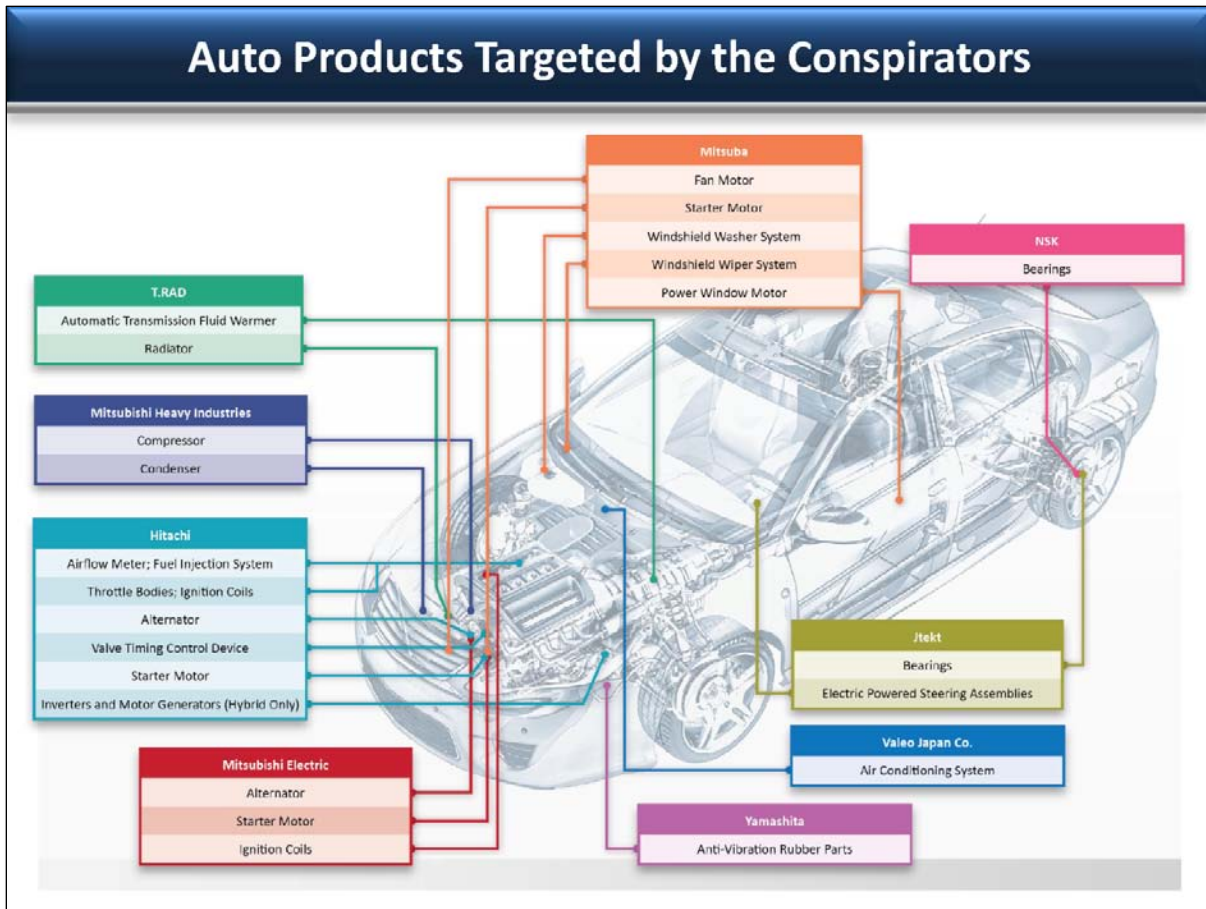 Auto Products Targeted by the Conspirators
Mitsuba
Fan Motor
Starter Motor
Windshield Washer System
Windshield Wiper System
Power Window Motor
NSK
Bearings
T.RAD
Automatic Transmission Fluid Warmer
Radiator
Mitsubishi Heavy Industries
Compressor
Condenser
Hitachi
Airflow Meter; Fuel Injection System
Throttle Bodies; Ignition Coils
Alternator
Valve Timing Control Device
Starter Motor
Inverters and Motor Generators (Hybrid Only)
Jtekt
Bearings
Electric Powered Steering Assemblies
Valeo Japan Co.
Air Conditioning System
Mitsubishi Electric
Alternator
Starter Motor
Ignition Coils
Yamashita
Anti-Vibration Rubber Parts